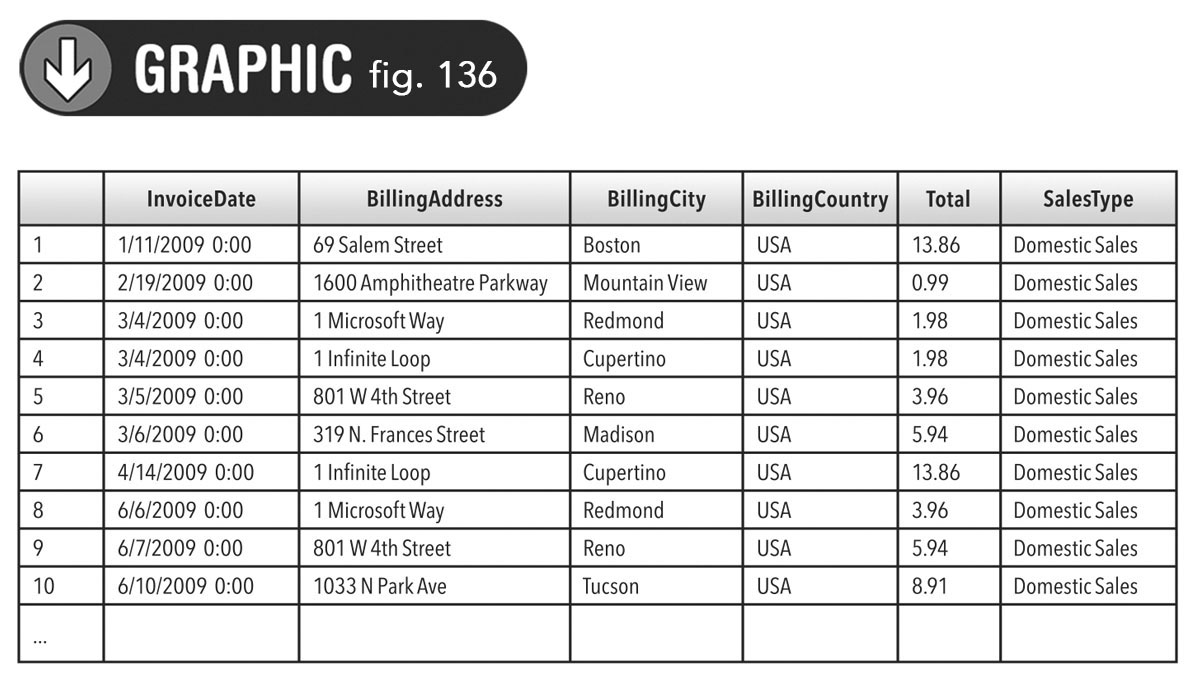 GRAPHIC fig. 136
InvoiceDate BillingAddress BillingCity BillingCountry Total SalesType
1 1/11/2009 0:00 69 Salem Street Boston USA 13.86 Domestic Sales
2 2/19/2009 0:00 1600 Amphitheatre Parkway Mountain View USA 0.99 Domestic Sales
3 3/4/2009 0:00 1 Microsoft Way Redmond USA 1.98 Domestic Sales
4 3/4/2009 0:00 1 Infinite Loop Cupertino USA 1.98 Domestic Sales
5 3/5/2009 0:00 801 W 4th Street Reno USA 3.96 Domestic Sales
6 3/6/2009 0:00 319 N. Frances Street Madison USA 5.94 Domestic Sales
7 4/14/2009 0:00 1 Infinite Loop Cupertino USA 13.86 Domestic Sales
8 6/6/2009 0:00 1 Microsoft Way Redmond USA 3.96 Domestic Sales
9 6/7/2009 0:00 801 W 4th Street Reno USA 5.94 Domestic Sales
10 6/10/2009 0:00 1033 N Park Ave Tucson USA 8.91 Domestic Sales
...